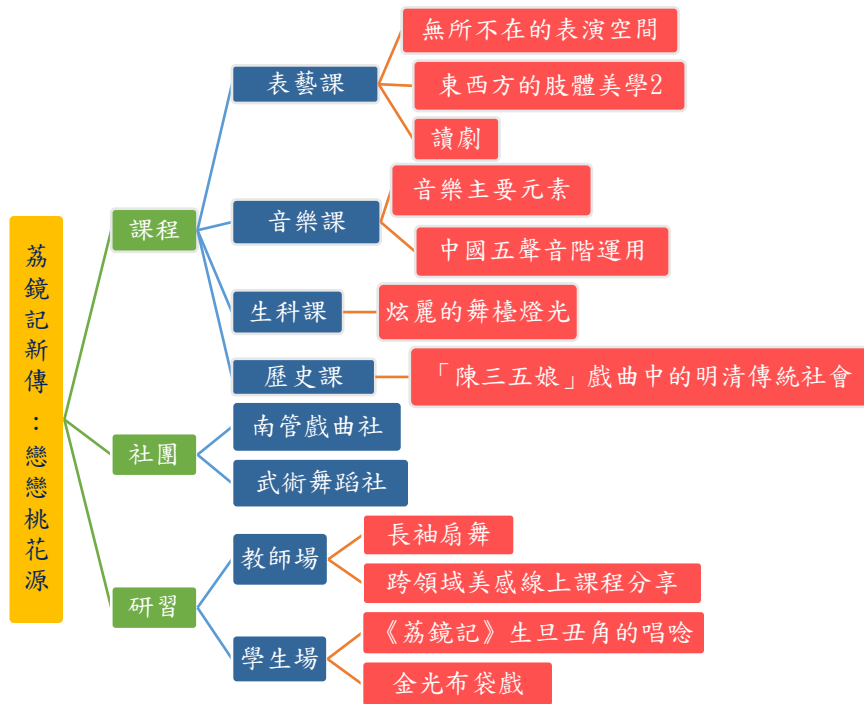 荔鏡記新傳：戀戀桃花源
課程
表藝課
無所不在的表演空間
東西方的肢體美學2
讀劇
音樂課
音樂主要元素
中國五聲音階運用
生科課
炫麗的舞檯燈光
歷史課
「陳三五娘」戲曲中的明清傳統社會
社團
南管戲曲社
武術舞蹈社
研習
教師場
長袖扇舞
跨領域美感線上課程分享
學生場
《荔鏡記》生旦丑角的唱唸
金光布袋戲